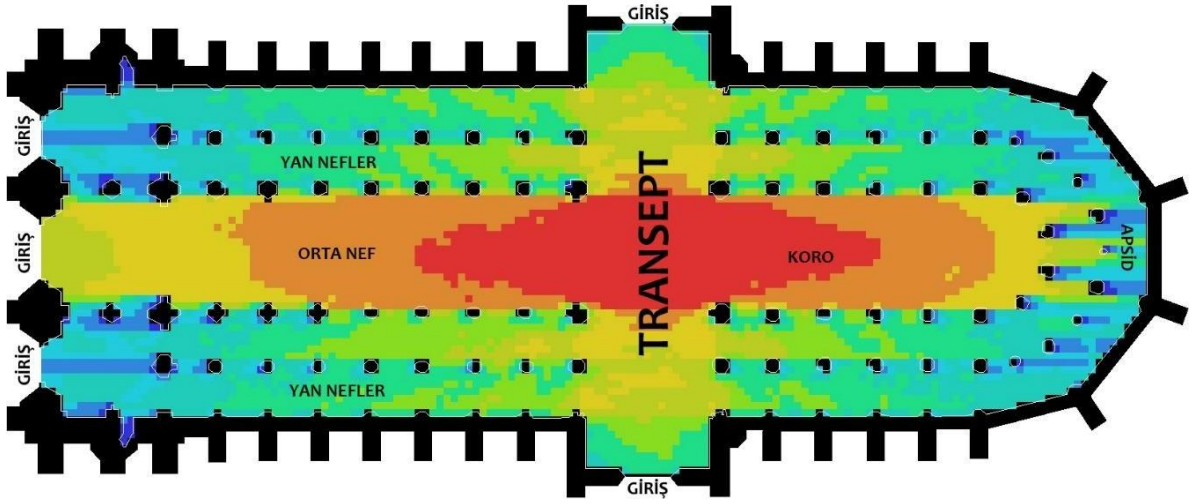 GİRİŞ
GİRİŞ
YAN NEFLER
GİRİŞ
ORTA NEF
TRANSEPT
KORO
APSİD
GİRİŞ
YAN NEFLER
GİRİŞ